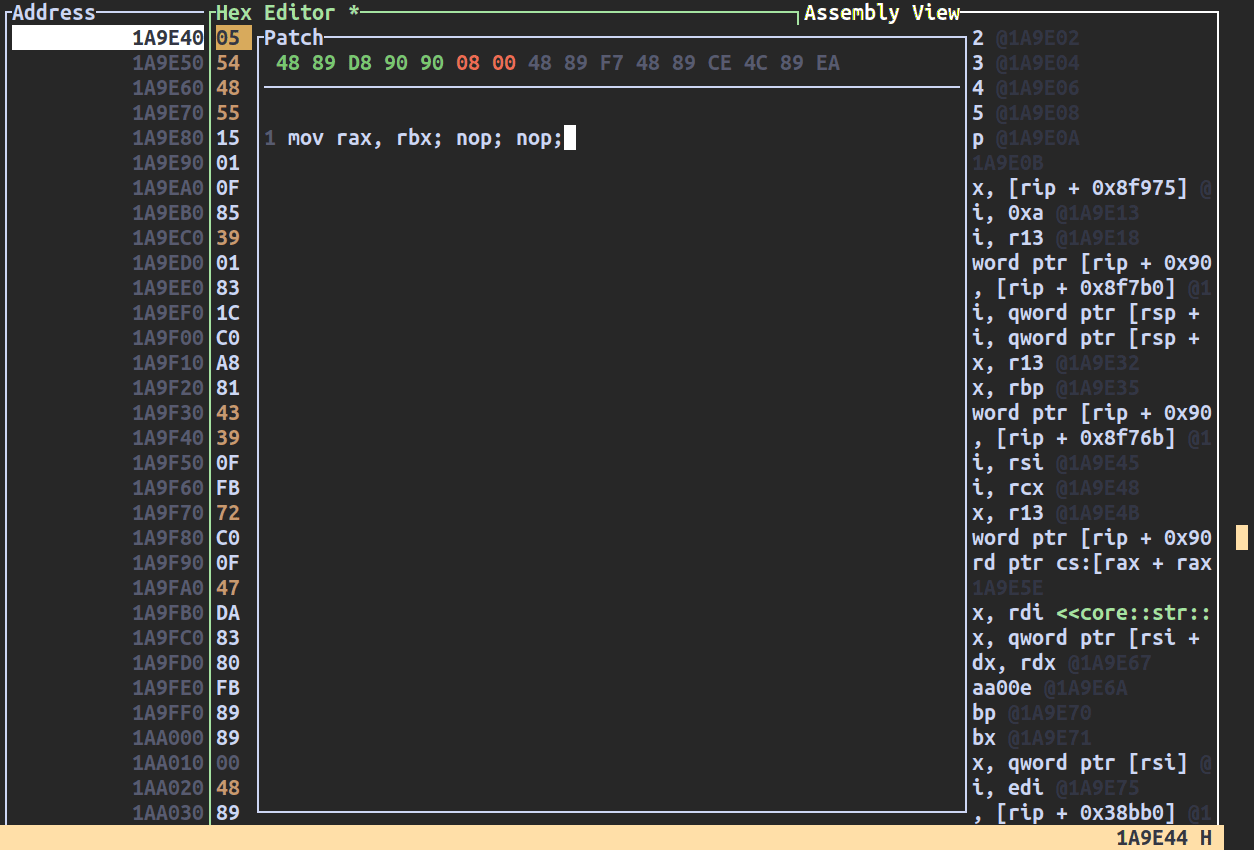 Address Hex Editor * Assembly View
1A9E40 05 Patch 2 @1A9E02
1A9E50 54 48 89 D8 90 90 08 00 48 89 F7 48 89 CE 4C 89 EA 3 @1A9E04
1A9E60 48 4 @1A9E06
1A9E70 55 5 @1A9E08
1A9E80 15 1 mov rax, rbx; nop; nop; p @1A9E0A
1A9E90 01 1A9E0B
1A9EA0 0F x, [rip + 0x8f975] @
1A9EB0 85 i, 0xa @1A9E13
1A9EC0 39 i, r13 @1A9E18
1A9ED0 01 word ptr [rip + 0x90
1A9EE0 83 , [rip + 0x8f7b0] @1
1A9EF0 1C i, qword ptr [rsp +
1A9F00 C0 i, qword ptr [rsp +
1A9F10 A8 x, r13 @1A9E32
1A9F20 81 x, rbp @1A9E35
1A9F30 43 word ptr [rip + 0x90
1A9F40 39 , [rip + 0x8f76b] @1
1A9F50 0F i, rsi @1A9E45
1A9F60 FB i, rcx @1A9E48
1A9F70 72 x, r13 @1A9E4B
1A9F80 C0 word ptr [rip + 0x90
1A9F90 0F rd ptr cs:[rax + rax
1A9FA0 47 1A9E5E
1A9FB0 DA x, rdi <<core::str::
1A9FC0 83 x, qword ptr [rsi +
1A9FD0 80 dx, rdx @1A9E67
1A9FE0 FB aa00e @1A9E6A
1A9FF0 89 bp @1A9E70
1AA000 89 bx @1A9E71
1AA010 00 x, qword ptr [rsi] @
1AA020 48 i, edi @1A9E75
1AA030 89 , [rip + 0x38bb0] @1
1A9E44 H